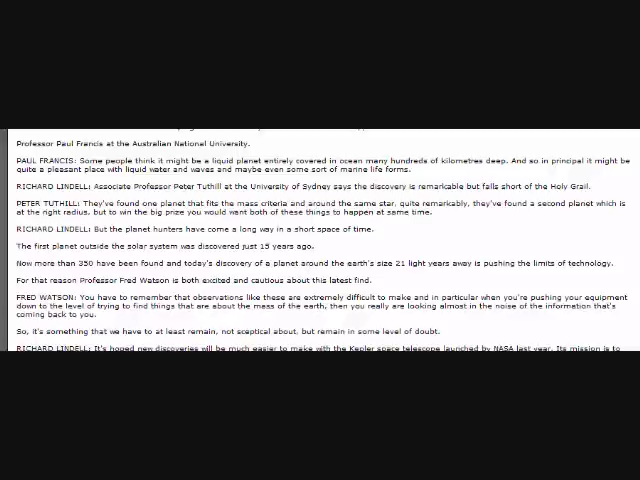 Professor Paul Francis at the Australian National University.
PAUL FRANCIS: Some people think it might be a liquid planet entirely covered in ocean many hundreds of kilometres deep. And so in principal it might be
quite a pleasant place with liquid water and waves and maybe even some sort of marine life forms.
RICHARD LINDELL: Associate Professor Peter Tuthill at the University of Sydney says the discovery is remarkable but falls short of the Holy Grail.
PETER TUTHILL: They've found one planet that fits the mass criteria and around the same star, quite remarkably, they've found a second planet which is
at the right radius, but to win the big prize you would want both of these things to happen at same time.
RICHARD LINDELL: But the planet hunters have come a long way in a short space of time.
The first planet outside the solar system was discovered just 15 years ago.
Now more than 350 have been found and today's discovery of a planet around the earth's size 21 light years away is pushing the limits of technology.
For that reason Professor Fred Watson is both excited and cautious about this latest find.
FRED WATSON: You have to remember that observations like these are extremely difficult to make and in particular when you're pushing your equipment
down to the level of trying to find things that are about the mass of the earth, then you really are looking almost in the noise of the information that's
coming back to you.
So, it's something that we have to at least remain, not sceptical about, but remain in some level of doubt.
RICHARD LINDELL: It's hoped new discoveries will be much easier to make with the Kepler space telescope launched by NASA last year. Its mission is to